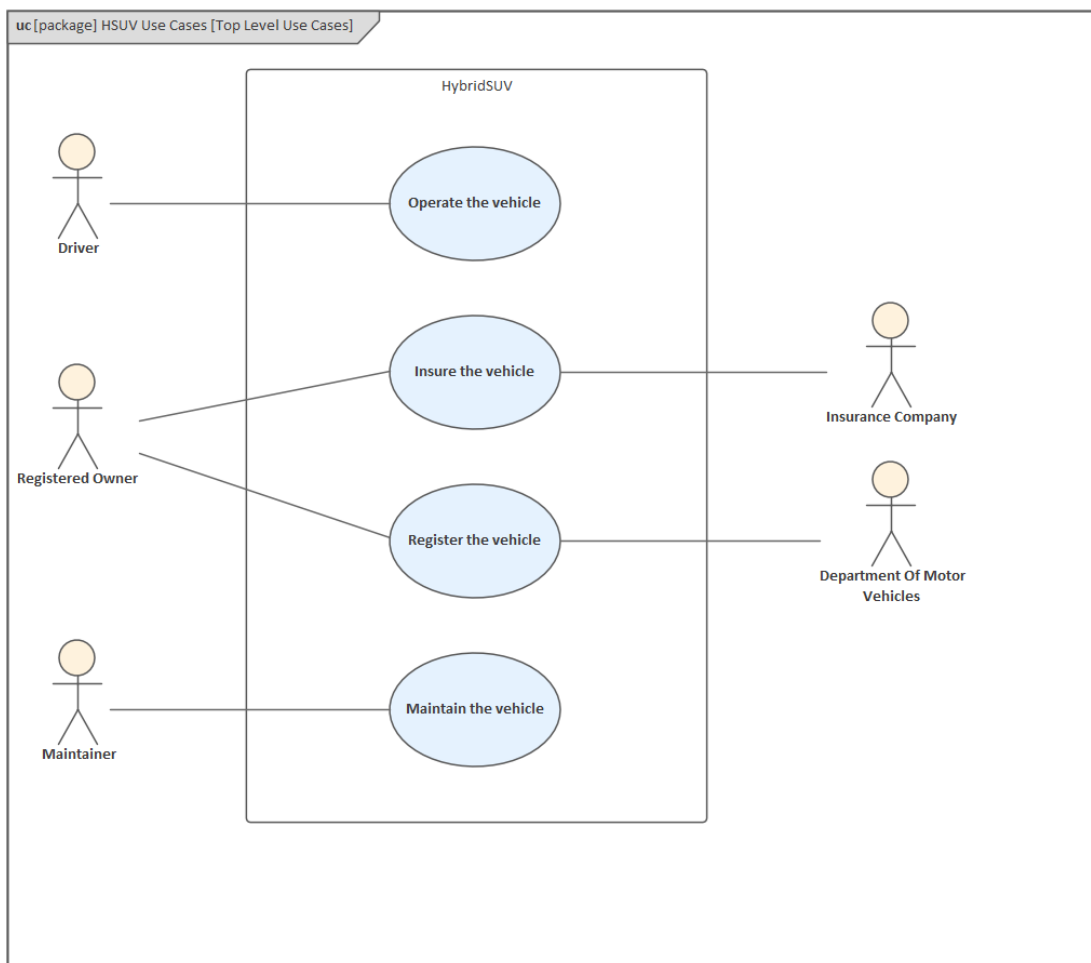 uc [package] HSUV Use Cases [Top Level Use Cases]
HybridSUV
Operate the vehicle
Driver
Insure the vehicle
Insurance Company
Registered Owner
Register the vehicle
Department Of Motor
Vehicles
Maintain the vehicle
Maintainer